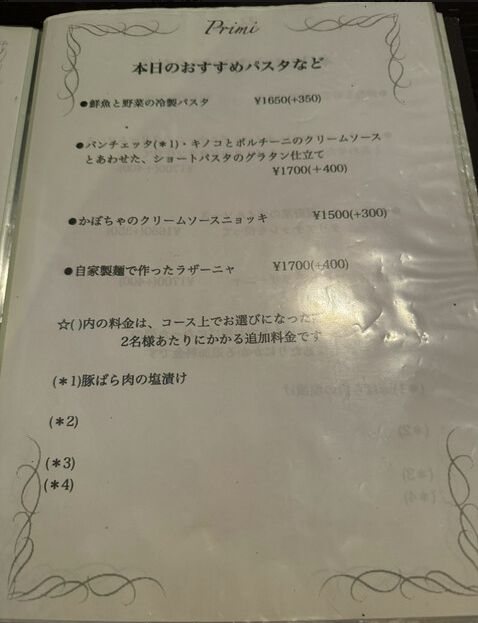 Primi
本日のおすすめパスタなど
●鮮魚と野菜の冷製パスタ ¥1650(+350)
●パンチェッタ(*1)・キノコとポルチーニのクリームソース
とあわせた、ショートパスタのグラタン仕立て
¥1700(+400)
●かぼちゃのクリームソースニョッキ ¥1500(+300)
●自家製麺で作ったラザーニャ ¥1700(+400)
☆( )内の料金は、コース上でお選びになった
2名様あたりにかかる追加料金です
(*1)豚ばら肉の塩漬け
(*2)
(*3)
(*4)